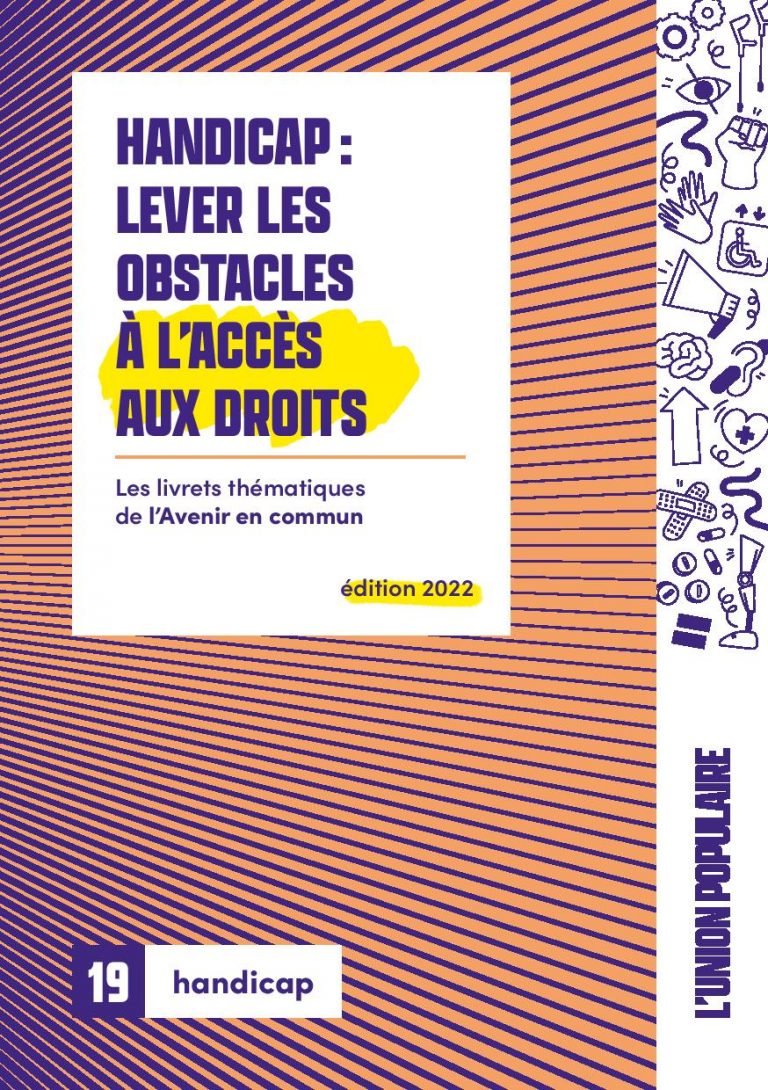 HANDICAP :
LEVER LES
OBSTACLES
À L'ACCÈS
AUX DROITS
Les livrets thématiques
de l'Avenir en commun
édition 2022
L'UNION POPULAIRE
19 handicap